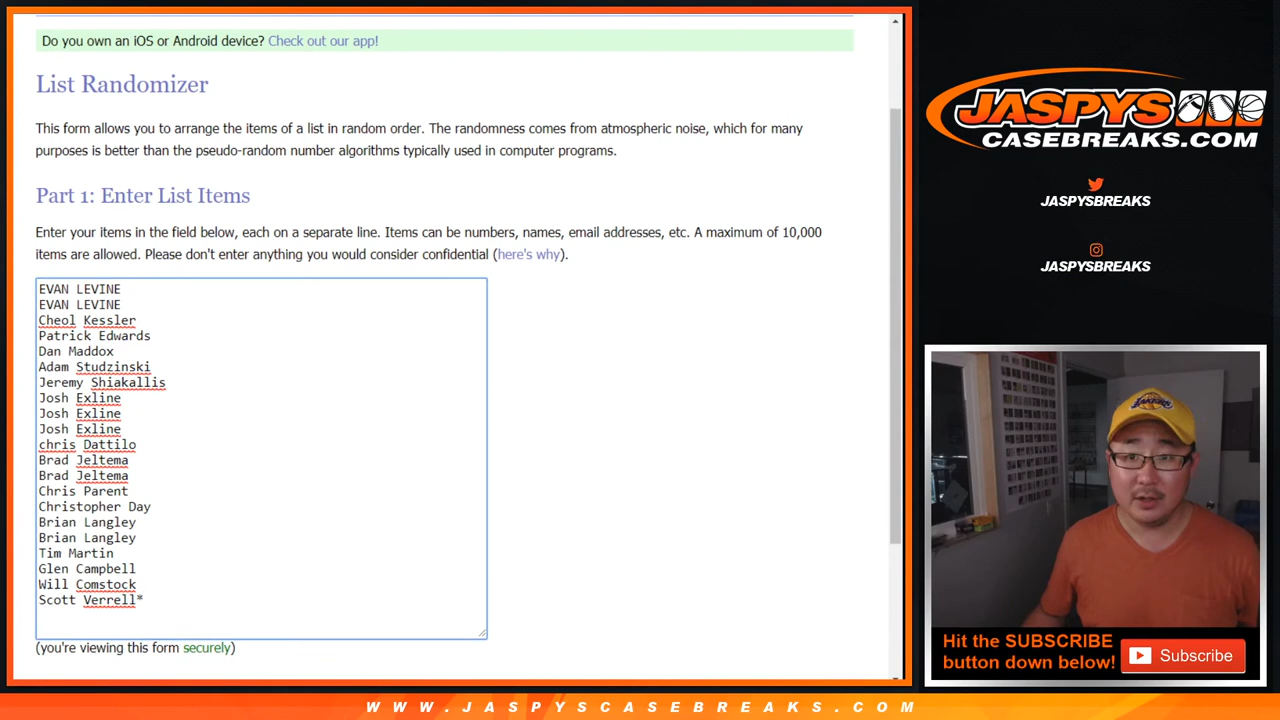 Do you own an iOS or Android device? Check out our app!
List Randomizer
This form allows you to arrange the items of a list in random order. The randomness comes from atmospheric noise, which for many
purposes is better than the pseudo-random number algorithms typically used in computer programs.
Part 1: Enter List Items
Enter your items in the field below, each on a separate line. Items can be numbers, names, email addresses, etc. A maximum of 10,000
items are allowed. Please don't enter anything you would consider confidential (here's why).
EVAN LEVINE
EVAN LEVINE
Cheol Kessler
Patrick Edwards
Dan Maddox
Adam Studzinski
Jeremy Shiakallis
Josh Exline
Josh Exline
Josh Exline
chris Dattilo
Brad Jeltema
Brad Jeltema
Chris Parent
Christopher Day
Brian Langley
Brian Langley
Tim Martin
Glen Campbell
Will Comstock
Scott Verrell*
(you're viewing this form securely)
JASPYS
CASEBREAKS.COM
JASPYSBREAKS
JASPYSBREAKS
LAKERS
Hit the SUBSCRIBE
button down below!
Subscribe
WWW.JASPYSCASEBREAKS.COM